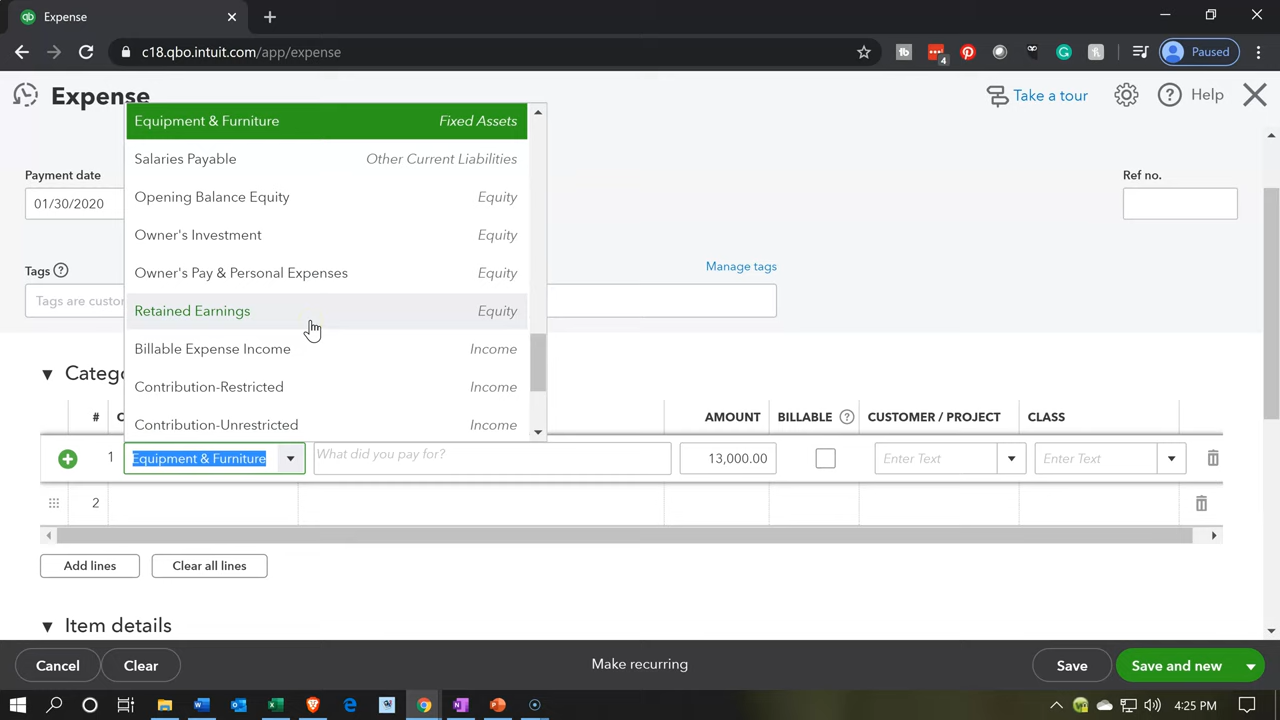 Expense
c18.qbo.intuit.com/app/expense
4
Paused
Expense
Take a tour
Help
Equipment & Furniture Fixed Assets
Salaries Payable Other Current Liabilities
Opening Balance Equity Equity
Owner's Investment Equity
Owner's Pay & Personal Expenses Equity
Retained Earnings Equity
Billable Expense Income Income
Contribution-Restricted Income
Contribution-Unrestricted Income
Payment date
01/30/2020
Ref no.
Tags ?
Manage tags
Tags are custor
Categ
# C AMOUNT BILLABLE ? CUSTOMER / PROJECT CLASS
1 Equipment & Furniture What did you pay for? 13,000.00 Enter Text Enter Text
2
Add lines Clear all lines
Item details
Cancel Clear Make recurring Save Save and new
4:25 PM